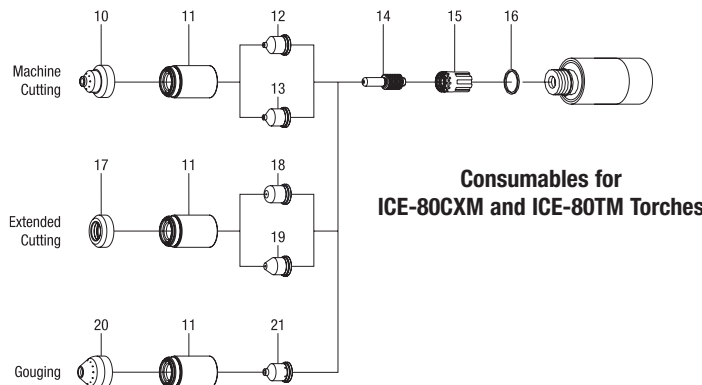 10 11 12 14 15 16
Machine
Cutting
13
17 11 18
Extended
Cutting
19
Consumables for
ICE-80CXM and ICE-80TM Torches
20 11 21
Gouging